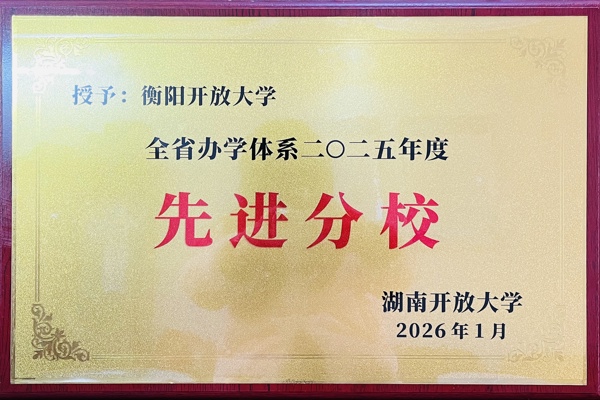 授予：衡阳开放大学
全省办学体系二〇二五年度
先进分校
湖南开放大学
2026年1月